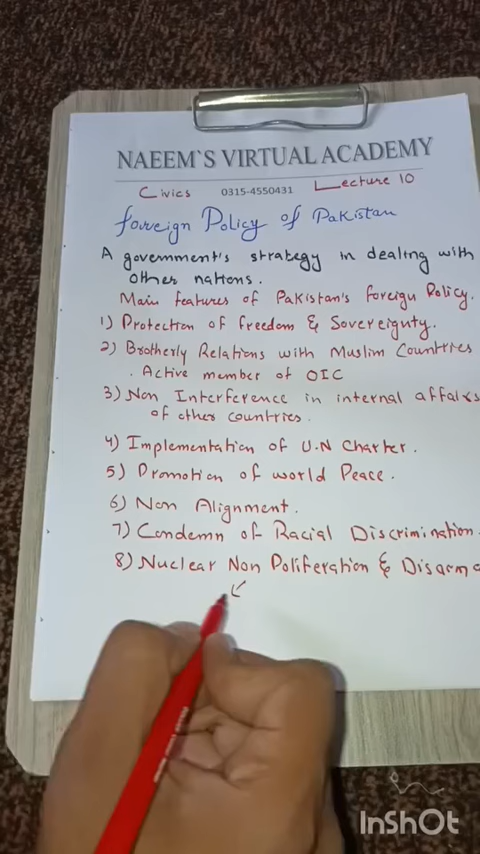 NAEEM`S VIRTUAL ACADEMY
Civics 0315-4550431 Lecture 10
Foreign Policy of Pakistan
A government's strategy in dealing with
other nations.
Main features of Pakistan's Foreign Policy.
1) Protection of freedom & Sovereignty.
2) Brotherly Relations with Muslim Countries
. Active member of OIC
3) Non Interference in internal affairs
of other countries.
4) Implementation of U.N Charter.
5) Promotion of world Peace.
6) Non Alignment.
7) Condemn of Racial Discrimination.
8) Nuclear Non Poliferation & Disarma
InShOt